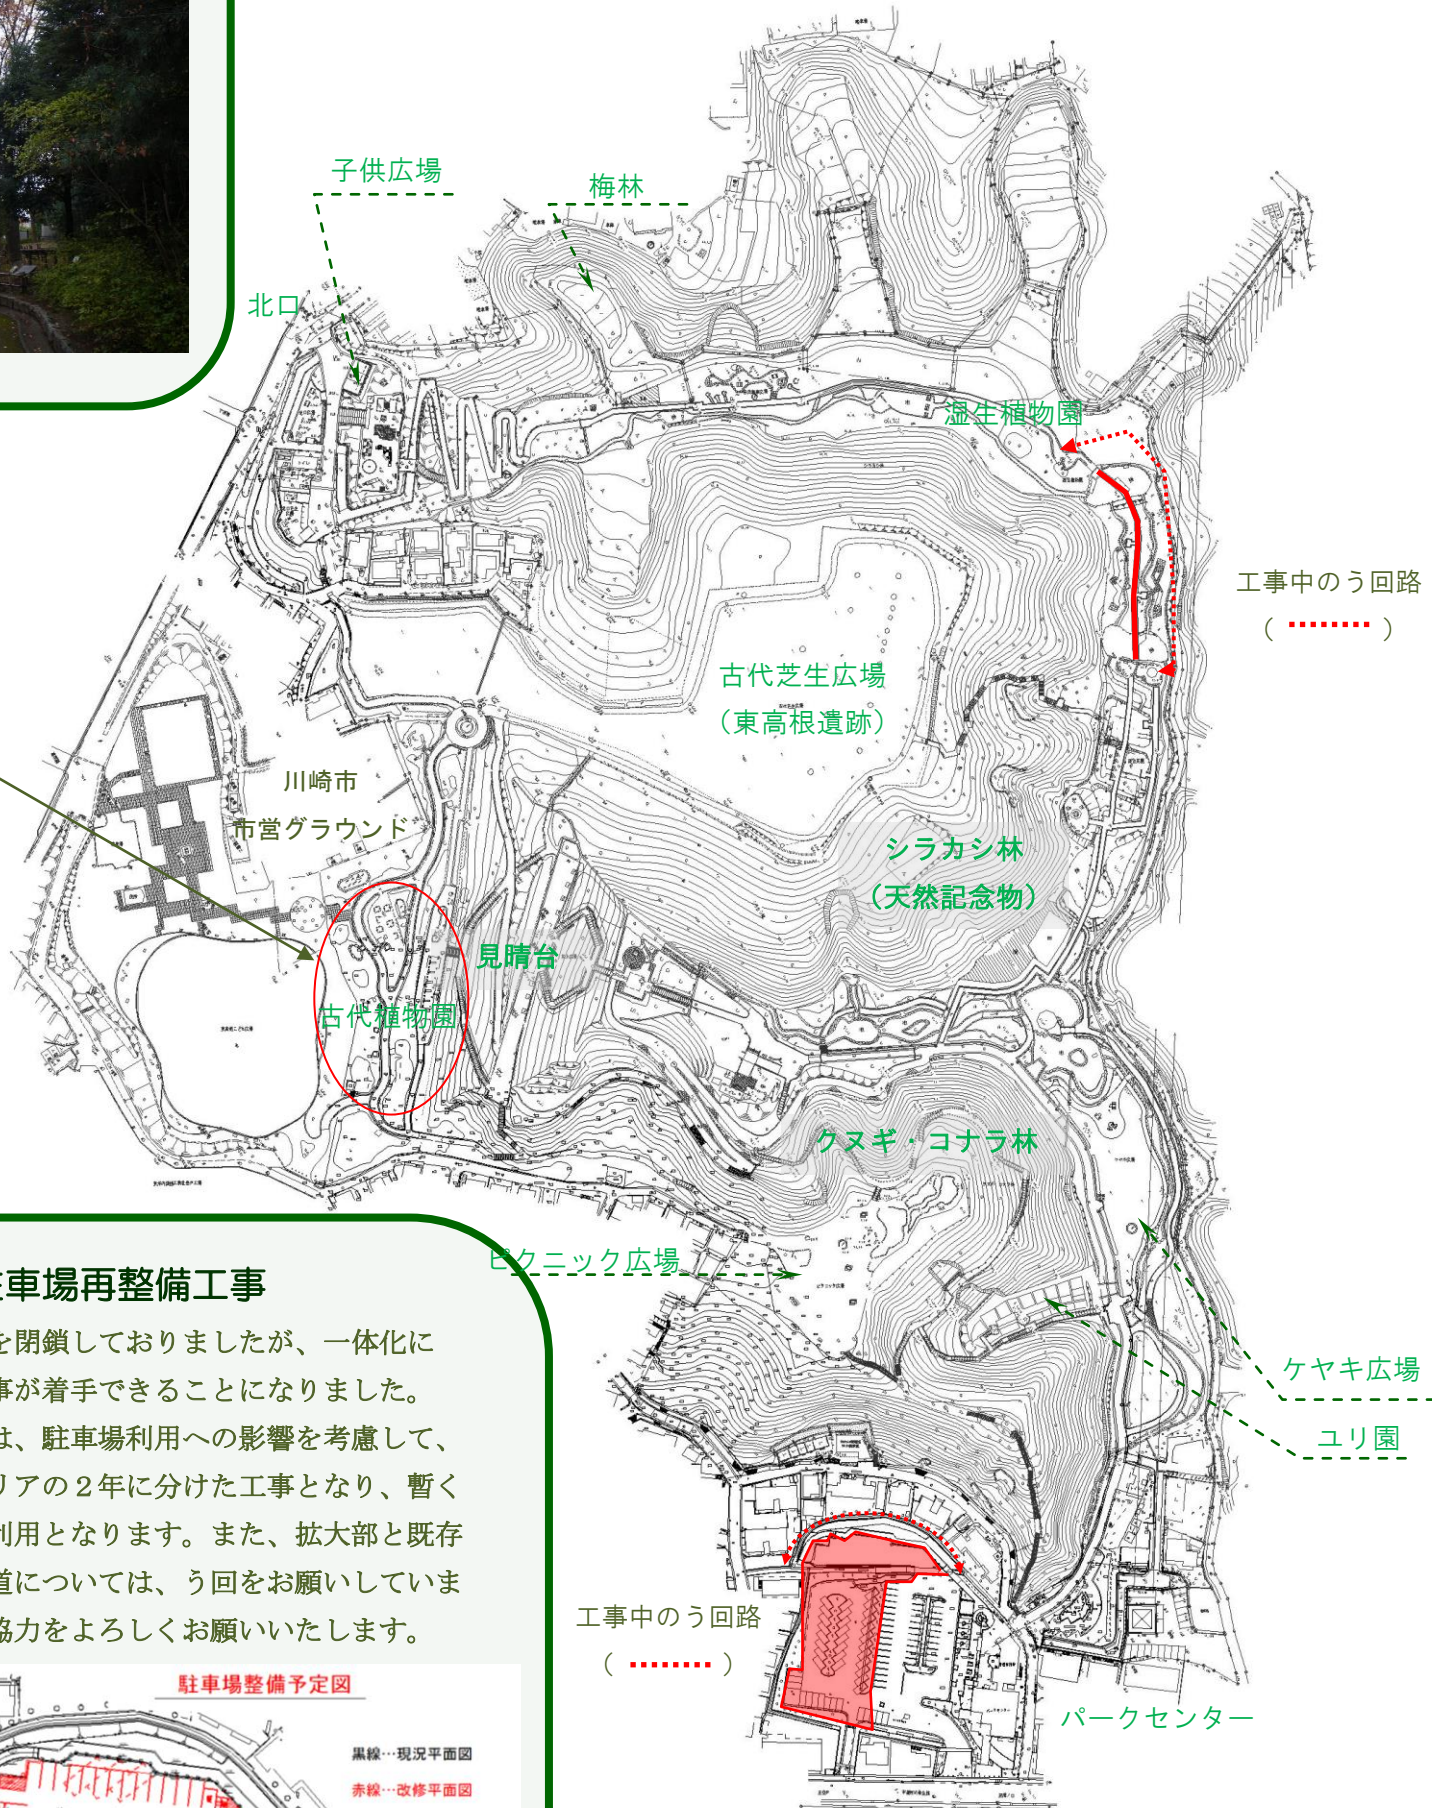 子供広場
梅林
北口
湿生植物園
工事中のう回路
（ ）
古代芝生広場
（東高根遺跡）
川崎市
市営グラウンド
シラカシ林
（天然記念物）
見晴台
古代植物園
クヌギ・コナラ林
ピクニック広場
ピクニック広場
ケヤキ広場
ユリ園
車場再整備工事
を閉鎖しておりましたが、一体化に
事が着手できることになりました。
は、駐車場利用への影響を考慮して、
リアの２年に分けた工事となり、暫く
利用となります。また、拡大部と既存
道については、う回をお願いしていま
協力をよろしくお願いいたします。
工事中のう回路
（ ）
パークセンター
駐車場整備予定図
黒線…現況平面図
赤線…改修平面図